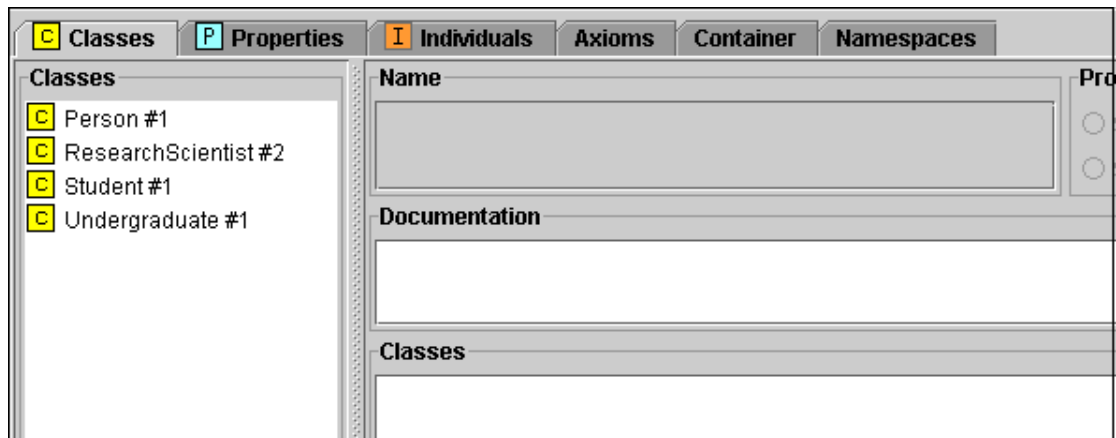 C Classes P Properties I Individuals Axioms Container Namespaces
Classes
C Person #1
C ResearchScientist #2
C Student #1
C Undergraduate #1
Name
Documentation
Classes